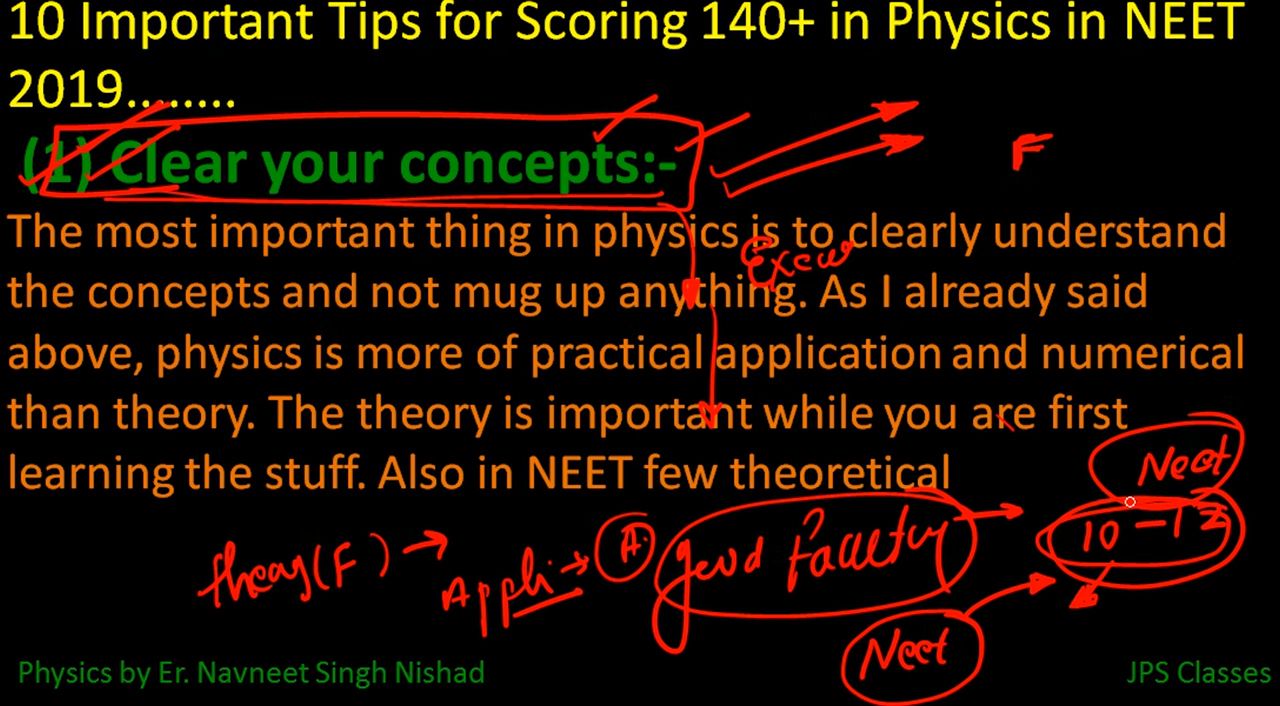 10 Important Tips for Scoring 140+ in Physics in NEET
2019........
(1) Clear your concepts:-
F
The most important thing in physics is to clearly understand
the concepts and not mug up anything. As I already said
above, physics is more of practical application and numerical
than theory. The theory is important while you are first
learning the stuff. Also in NEET few theoretical
Neet
10-12
theory(F) → Appli → A. good Faculty
Neet
Physics by Er. Navneet Singh Nishad
JPS Classes